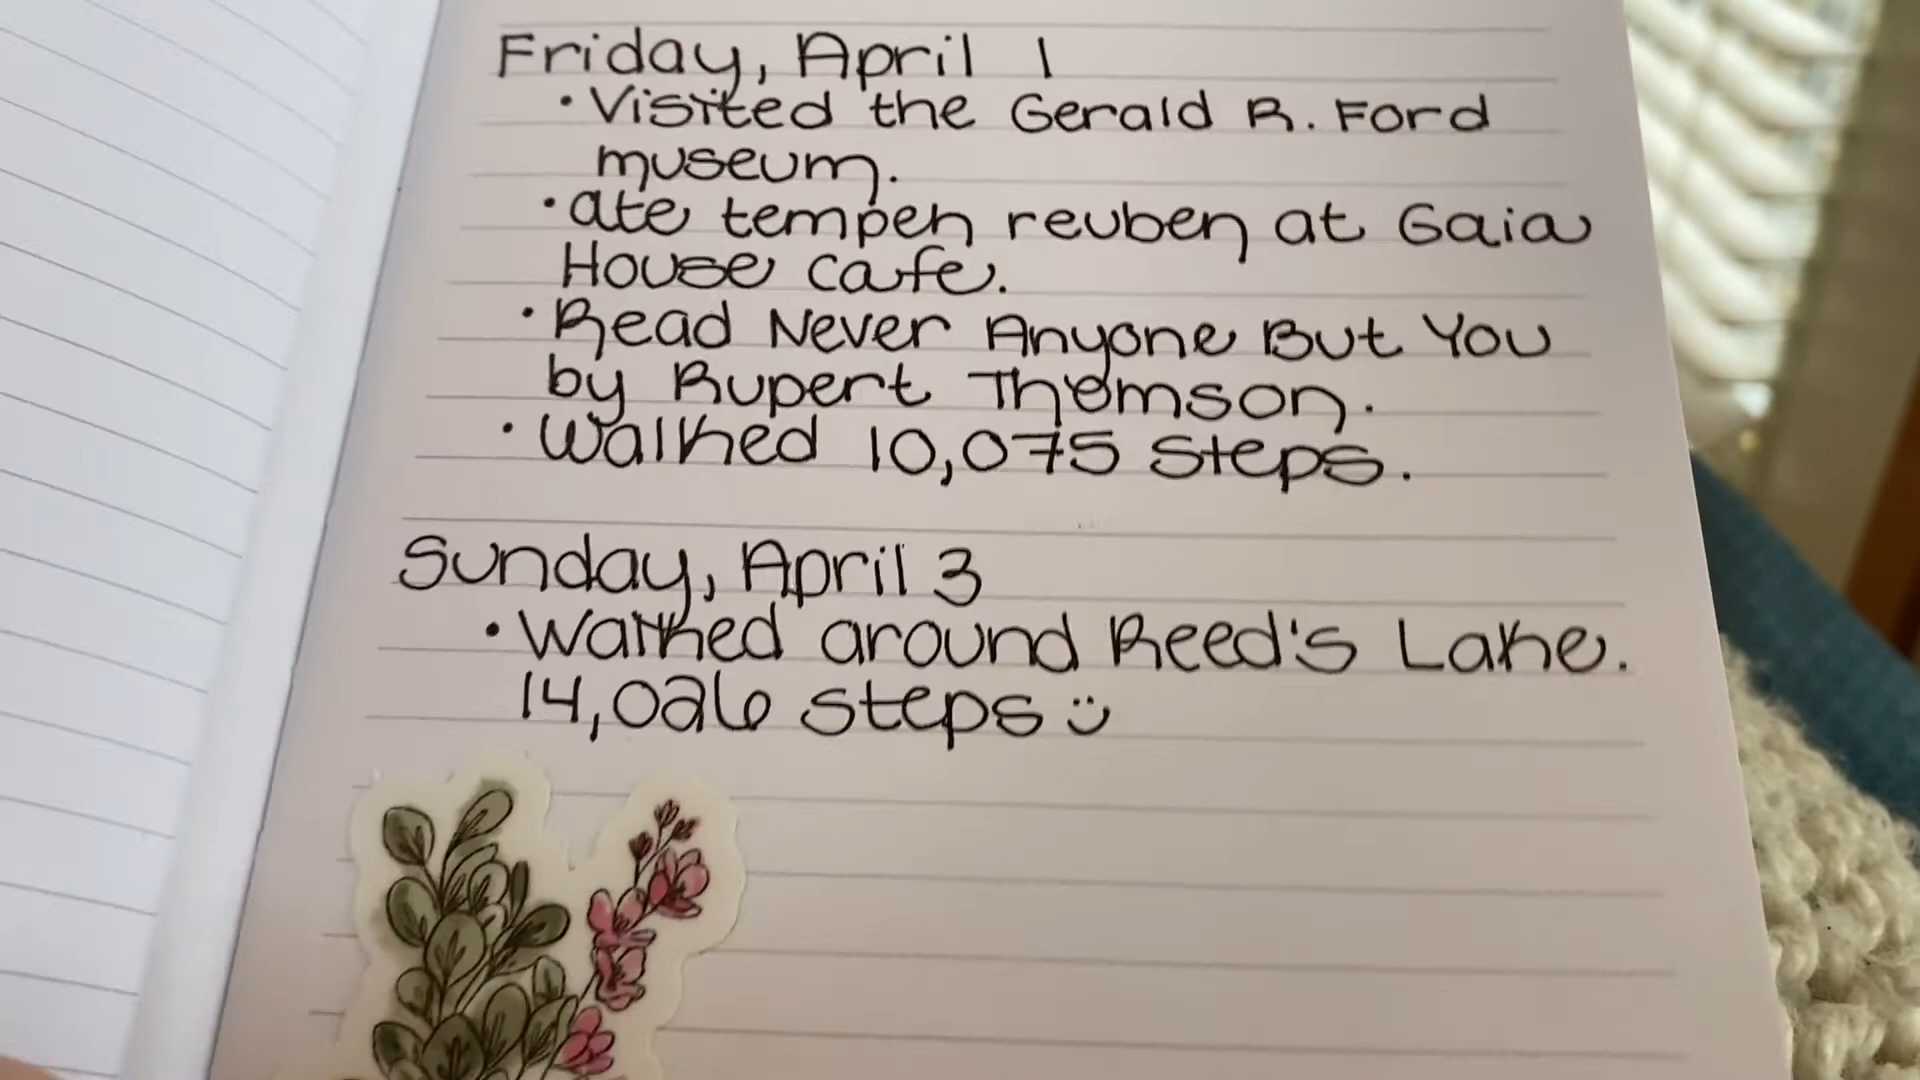 Friday, April 1
• Visited the Gerald R. Ford
museum.
• ate tempeh reuben at Gaia
House cafe.
• Read Never Anyone But You
by Rupert Thomson.
• Walked 10,075 steps.
Sunday, April 3
• Walked around Reed's Lake.
14,026 steps :)